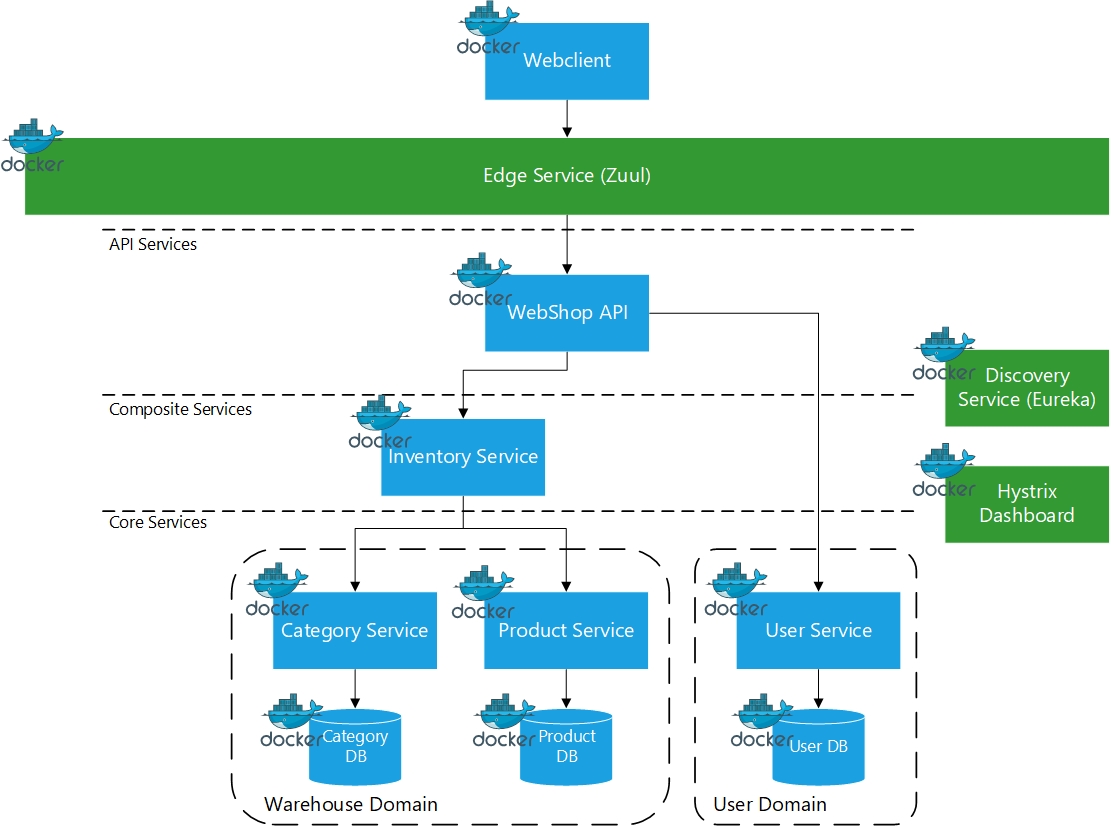 docker
Webclient
docker
Edge Service (Zuul)
API Services
docker
WebShop API
docker
Discovery
Service (Eureka)
Composite Services
docker
Inventory Service
docker
Hystrix
Dashboard
Core Services
docker
Category Service
docker
Product Service
docker
User Service
docker
Category
DB
docker
Product
DB
docker
User DB
Warehouse Domain
User Domain